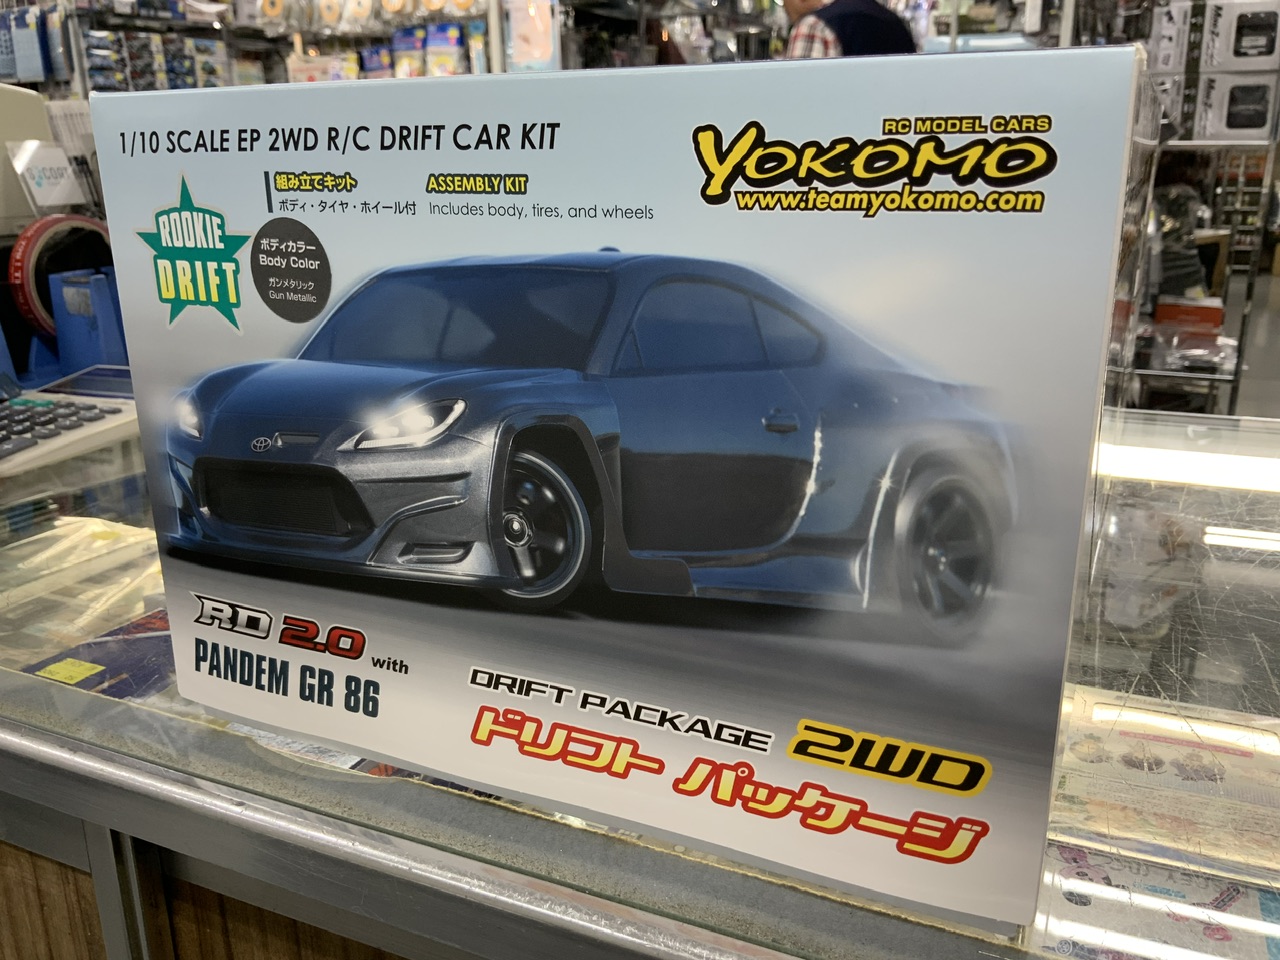 1/10 SCALE EP 2WD R/C DRIFT CAR KIT
RC MODEL CARS
YOKOMO
www.teamyokomo.com
組み立てキット
ボディ・タイヤ・ホイール付
ASSEMBLY KIT
Includes body, tires, and wheels
ROOKIE
DRIFT
ボディカラー
Body Color
ガンメタリック
Gun Metallic
RD 2.0 with
PANDEM GR 86
DRIFT PACKAGE 2WD
ドリフト パッケージ